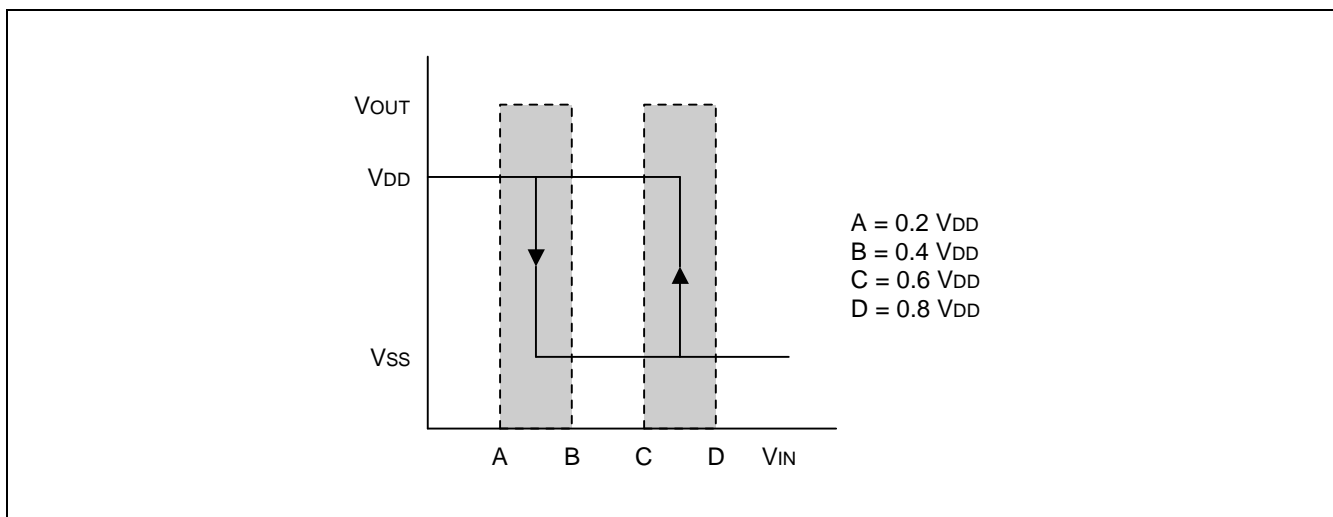 VOUT
VDD
VSS
A B C D VIN
A = 0.2 VDD
B = 0.4 VDD
C = 0.6 VDD
D = 0.8 VDD